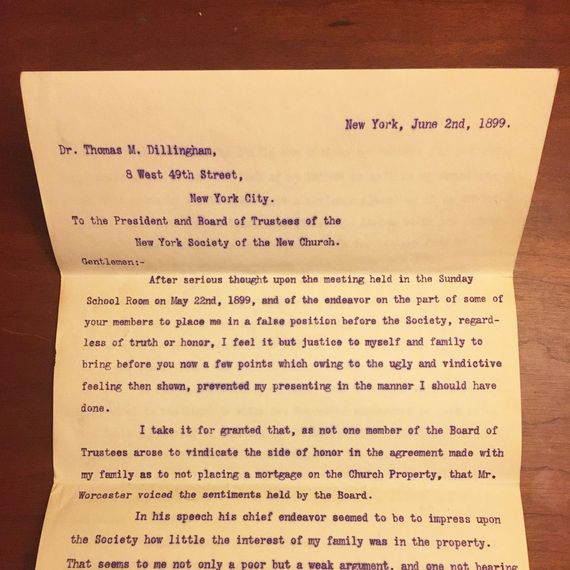 New York, June 2nd, 1899.
Dr. Thomas M. Dillingham,
8 West 49th Street,
New York City.
To the President and Board of Trustees of the
New York Society of the New Church.
Gentlemen:-
After serious thought upon the meeting held in the Sunday
School Room on May 22nd, 1899, and of the endeavor on the part of some of
your members to place me in a false position before the Society, regard-
less of truth or honor, I feel it but justice to myself and family to
bring before you now a few points which owing to the ugly and vindictive
feeling then shown, prevented my presenting in the manner I should have
done.
I take it for granted that, as not one member of the Board of
Trustees arose to vindicate the side of honor in the agreement made with
my family as to not placing a mortgage on the Church Property, that Mr.
Worcester voiced the sentiments held by the Board.
In his speech his chief endeavor seemed to be to impress upon
the Society how little the interest of my family was in the property.
That seems to me not only a poor but a weak argument, and one not bearing